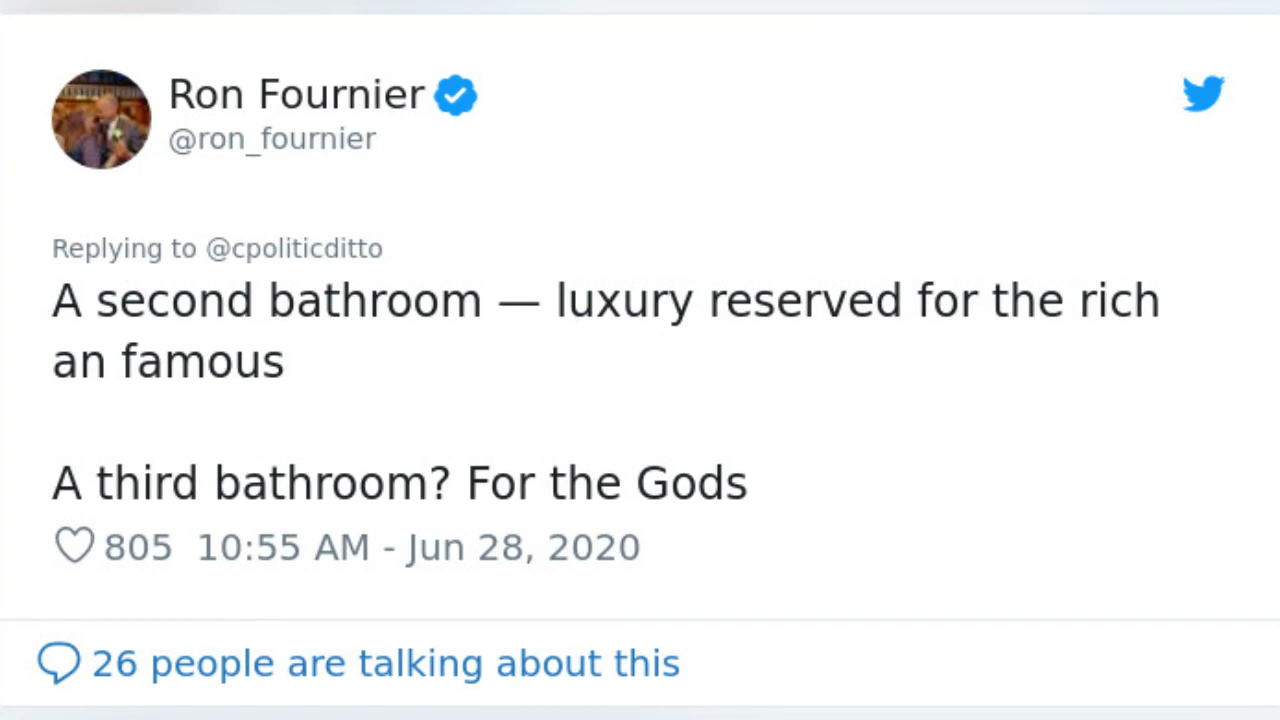 Ron Fournier
@ron_fournier
Replying to @cpoliticditto
A second bathroom — luxury reserved for the rich
an famous
A third bathroom? For the Gods
805 10:55 AM - Jun 28, 2020
26 people are talking about this